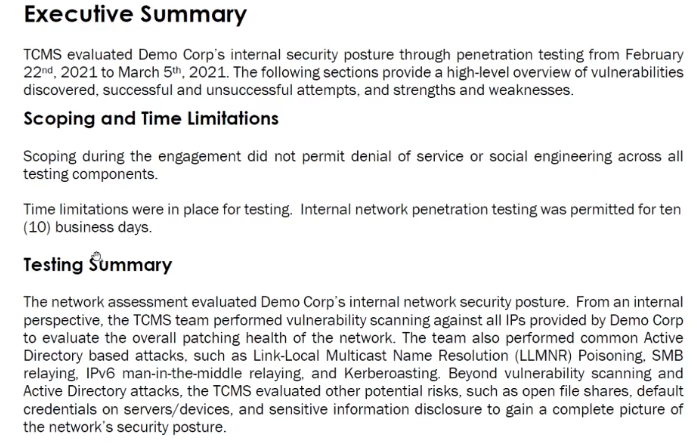 Executive Summary
TCMS evaluated Demo Corp's internal security posture through penetration testing from February
22nd, 2021 to March 5th, 2021. The following sections provide a high-level overview of vulnerabilities
discovered, successful and unsuccessful attempts, and strengths and weaknesses.
Scoping and Time Limitations
Scoping during the engagement did not permit denial of service or social engineering across all
testing components.
Time limitations were in place for testing. Internal network penetration testing was permitted for ten
(10) business days.
Testing Summary
The network assessment evaluated Demo Corp's internal network security posture. From an internal
perspective, the TCMS team performed vulnerability scanning against all IPs provided by Demo Corp
to evaluate the overall patching health of the network. The team also performed common Active
Directory based attacks, such as Link-Local Multicast Name Resolution (LLMNR) Poisoning, SMB
relaying, IPv6 man-in-the-middle relaying, and Kerberoasting. Beyond vulnerability scanning and
Active Directory attacks, the TCMS evaluated other potential risks, such as open file shares, default
credentials on servers/devices, and sensitive information disclosure to gain a complete picture of
the network's security posture.